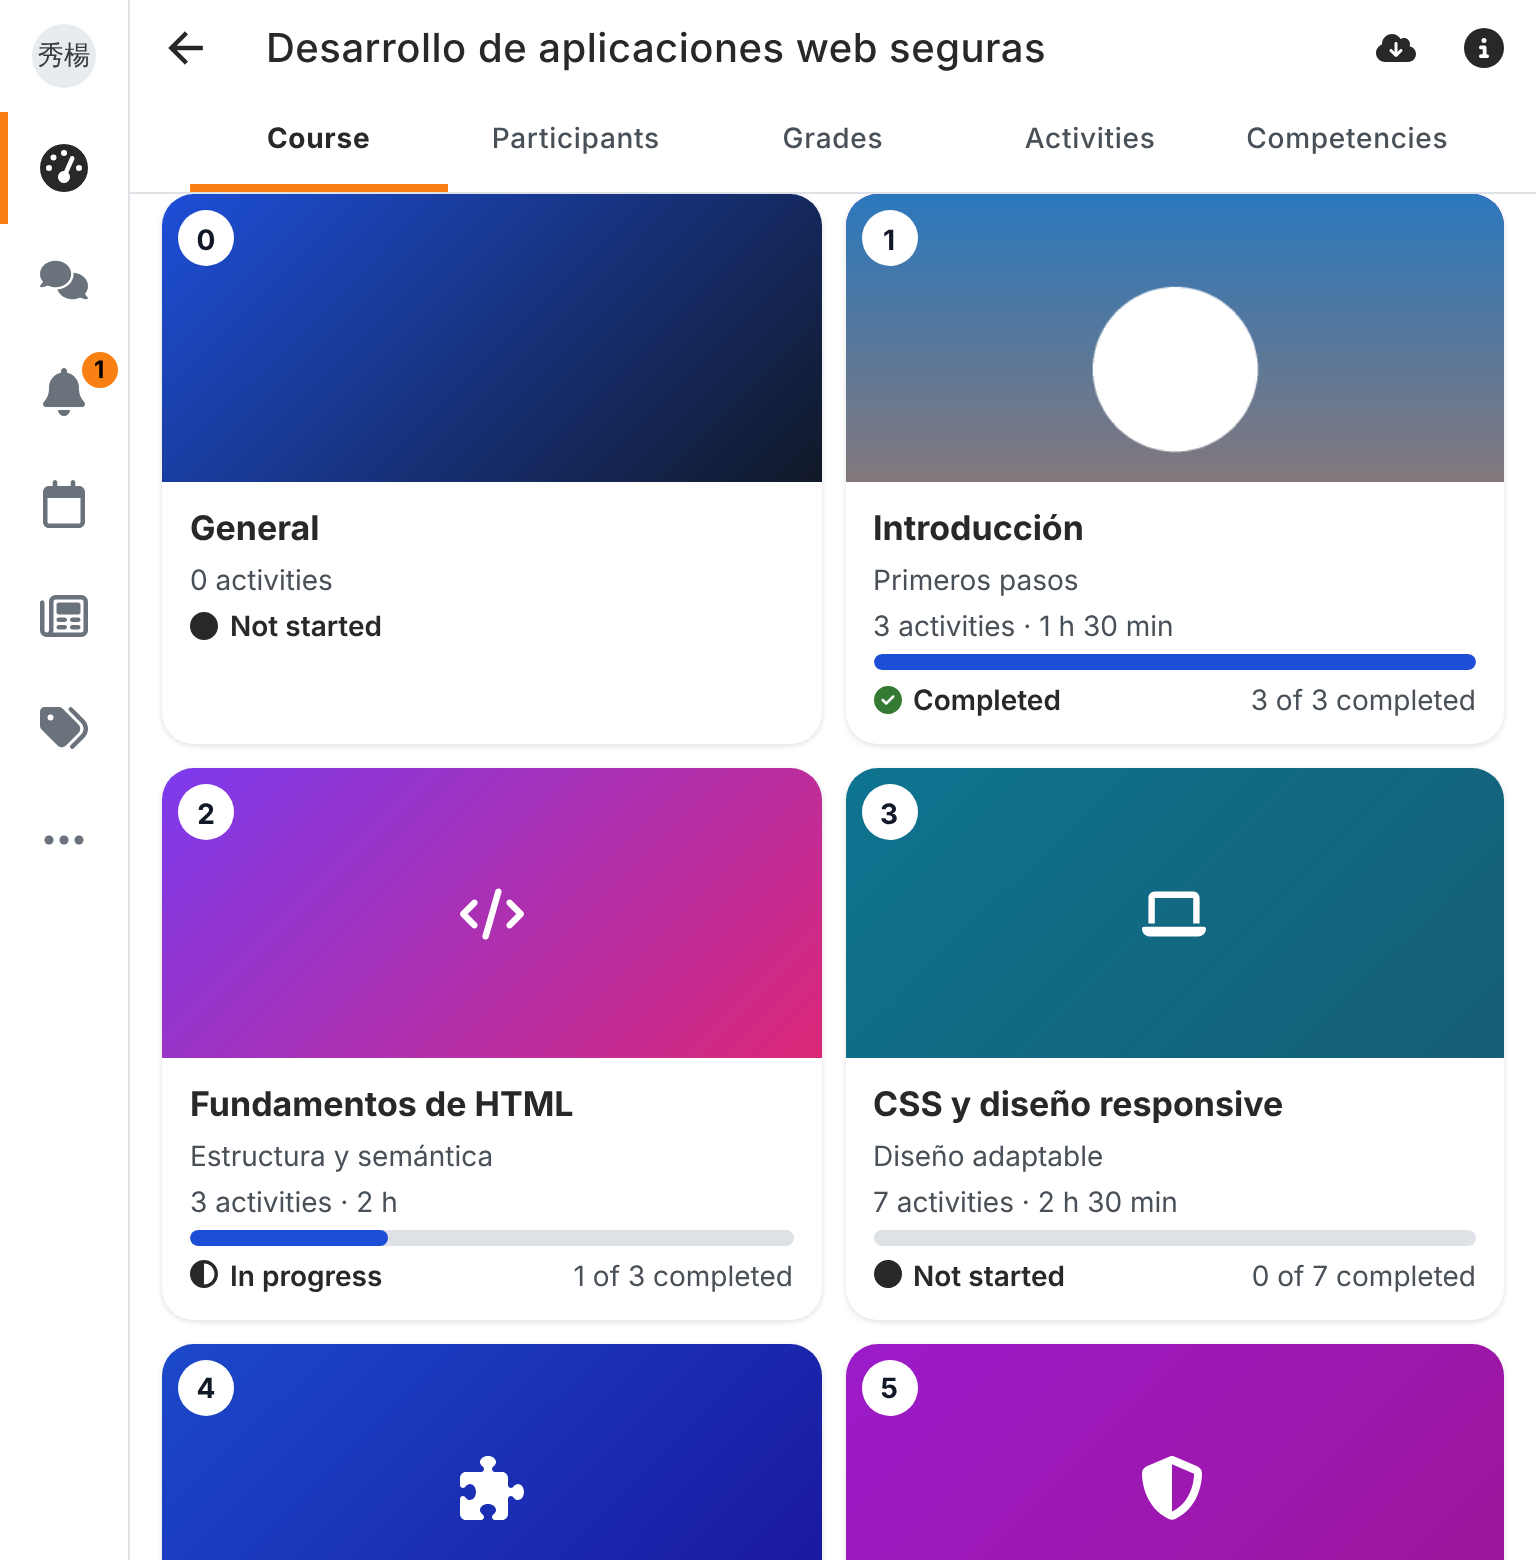 秀楊
Desarrollo de aplicaciones web seguras
Course
Participants
Grades
Activities
Competencies
1
0
General
0 activities
Not started
1
Introducción
Primeros pasos
3 activities · 1 h 30 min
Completed
3 of 3 completed
2
Fundamentos de HTML
Estructura y semántica
3 activities · 2 h
In progress
1 of 3 completed
3
CSS y diseño responsive
Diseño adaptable
7 activities · 2 h 30 min
Not started
0 of 7 completed
4
5